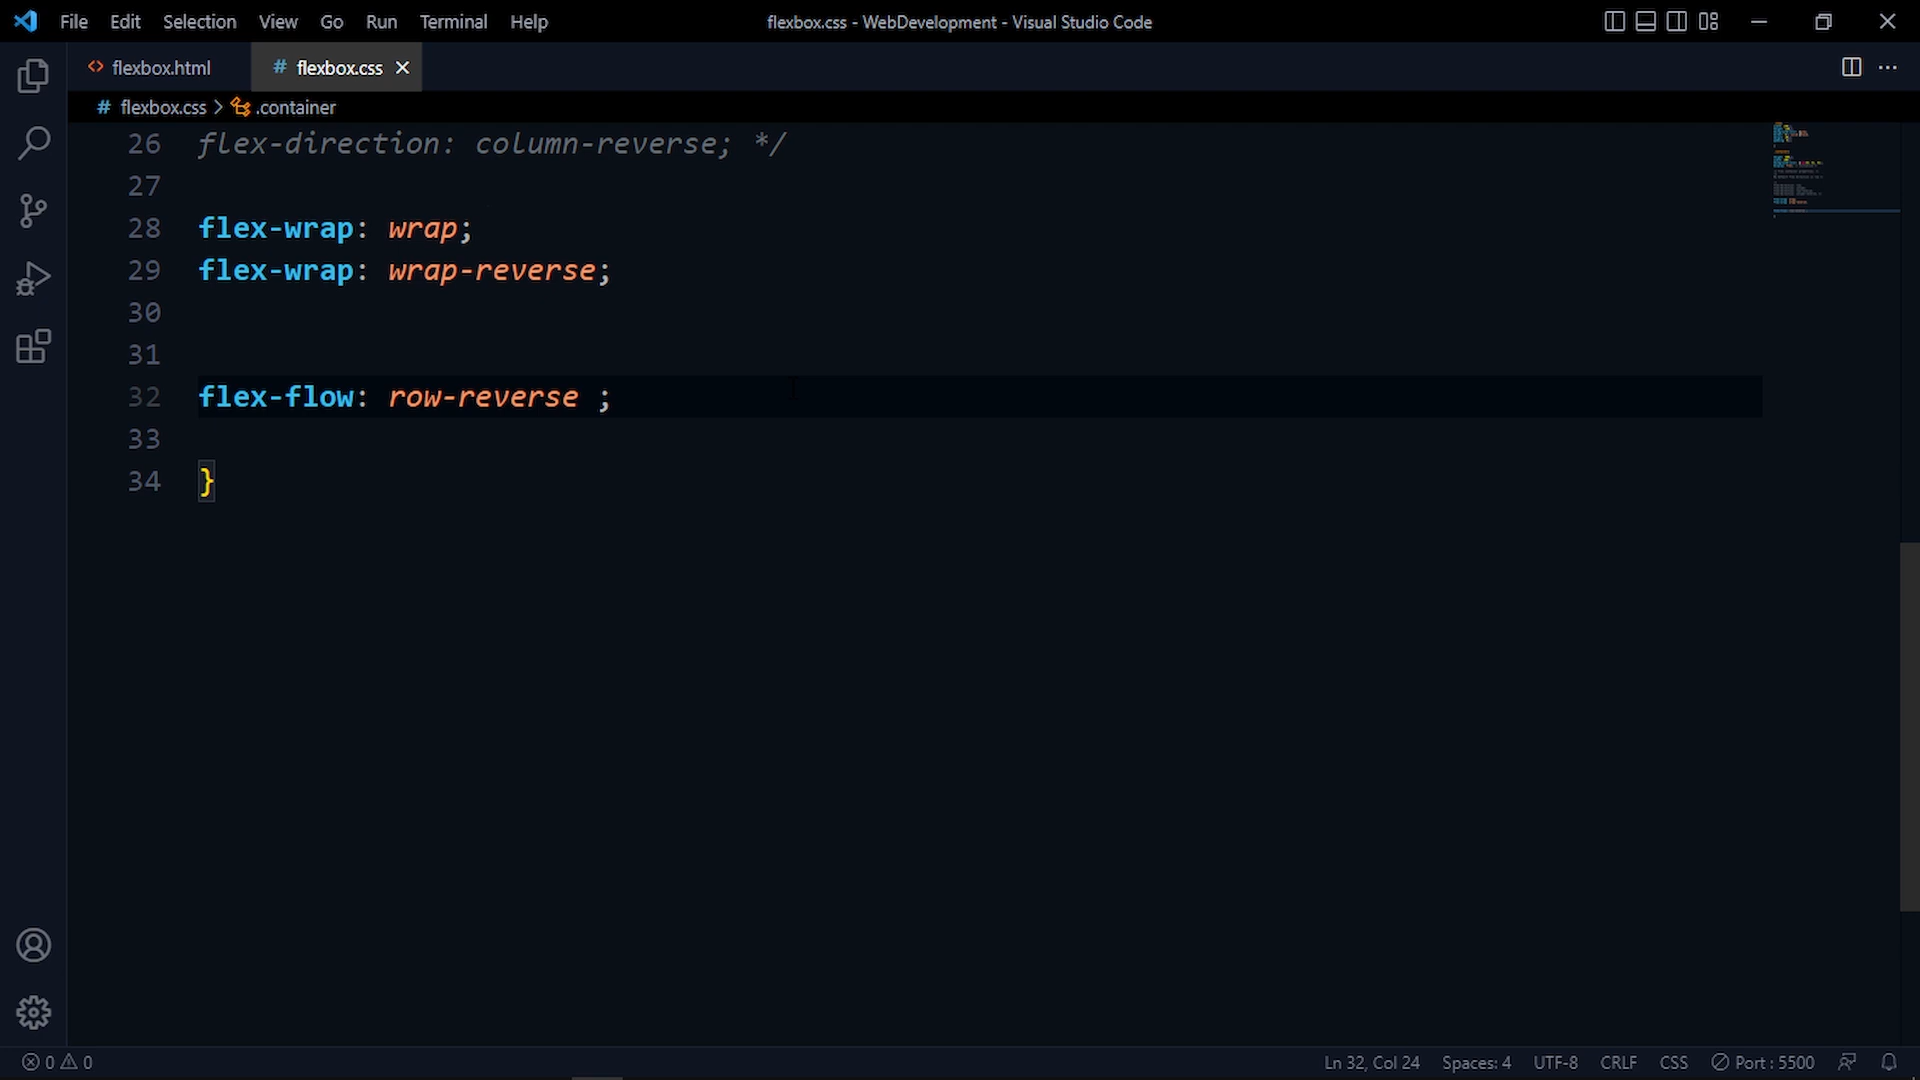 File Edit Selection View Go Run Terminal Help flexbox.css - WebDevelopment - Visual Studio Code
<> flexbox.html # flexbox.css
# flexbox.css > .container
26 flex-direction: column-reverse; */
27
28 flex-wrap: wrap;
29 flex-wrap: wrap-reverse;
30
31
32 flex-flow: row-reverse ;
33
34 }
0 0 Ln 32, Col 24 Spaces: 4 UTF-8 CRLF CSS Port : 5500